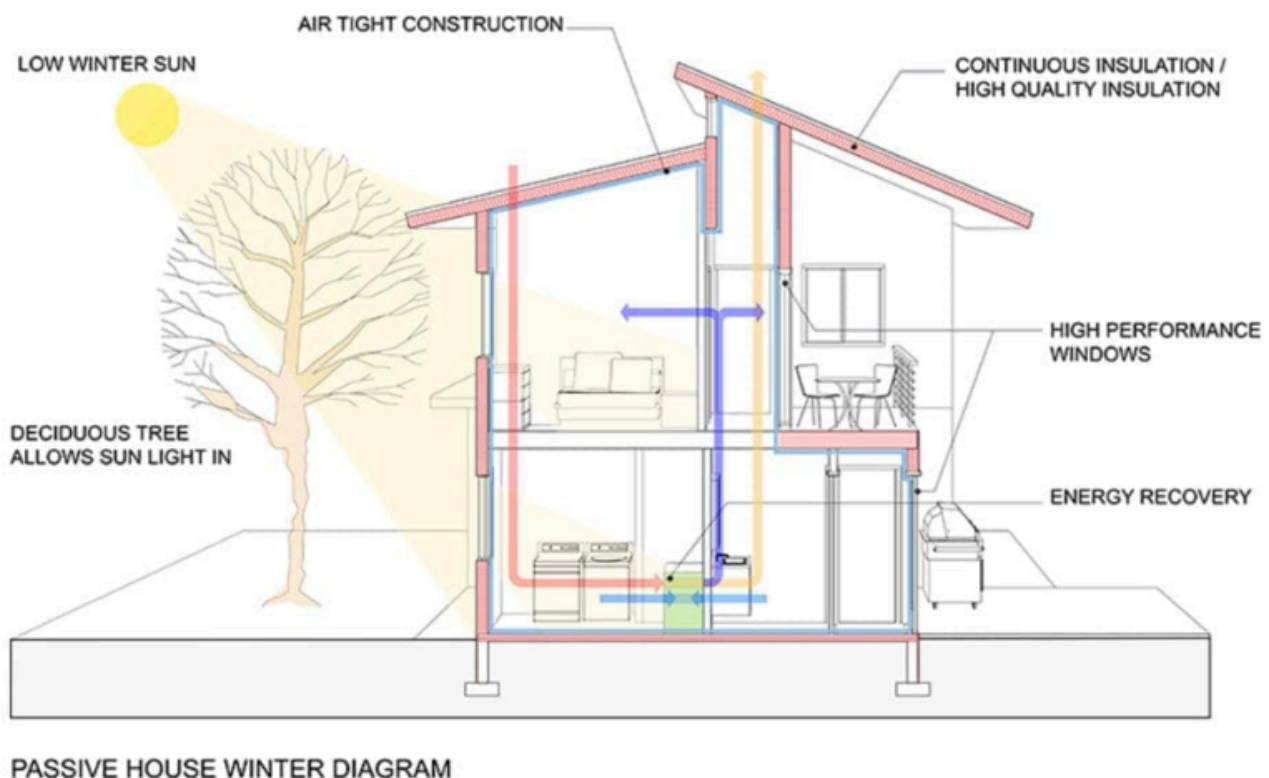 AIR TIGHT CONSTRUCTION
LOW WINTER SUN
CONTINUOUS INSULATION /
HIGH QUALITY INSULATION
HIGH PERFORMANCE
WINDOWS
DECIDUOUS TREE
ALLOWS SUN LIGHT IN
ENERGY RECOVERY
PASSIVE HOUSE WINTER DIAGRAM